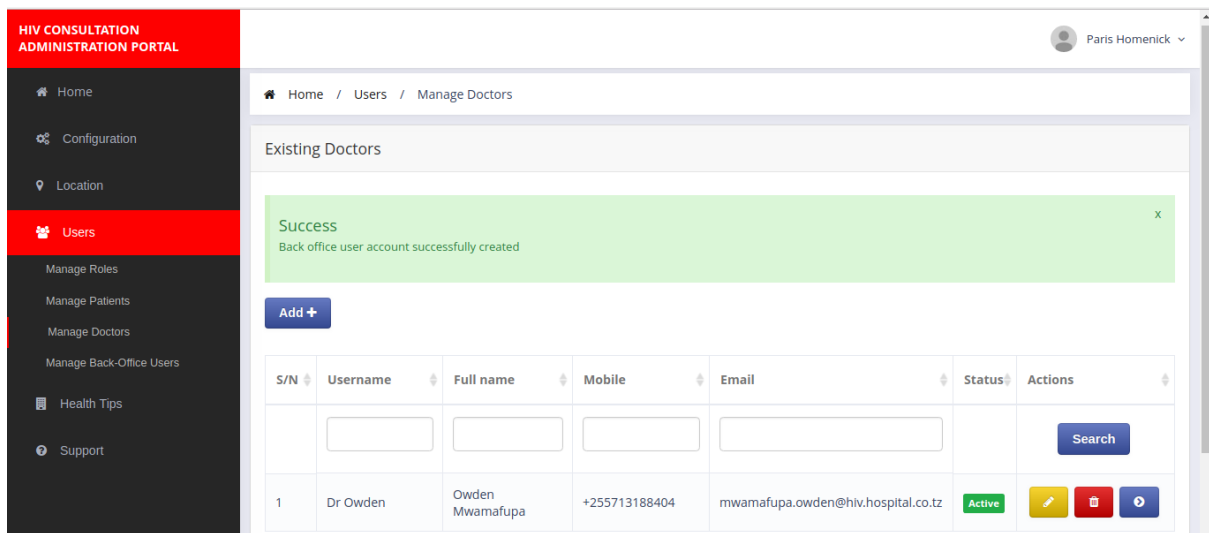 HIV CONSULTATION
ADMINISTRATION PORTAL
Paris Homenick
Home
Configuration
Location
Users
Manage Roles
Manage Patients
Manage Doctors
Manage Back-Office Users
Health Tips
Support
Home / Users / Manage Doctors
Existing Doctors
Success
x
Back office user account successfully created
Add +
S/N Username Full name Mobile Email Status Actions
Search
1 Dr Owden Owden Mwamafupa +255713188404 mwamafupa.owden@hiv.hospital.co.tz Active